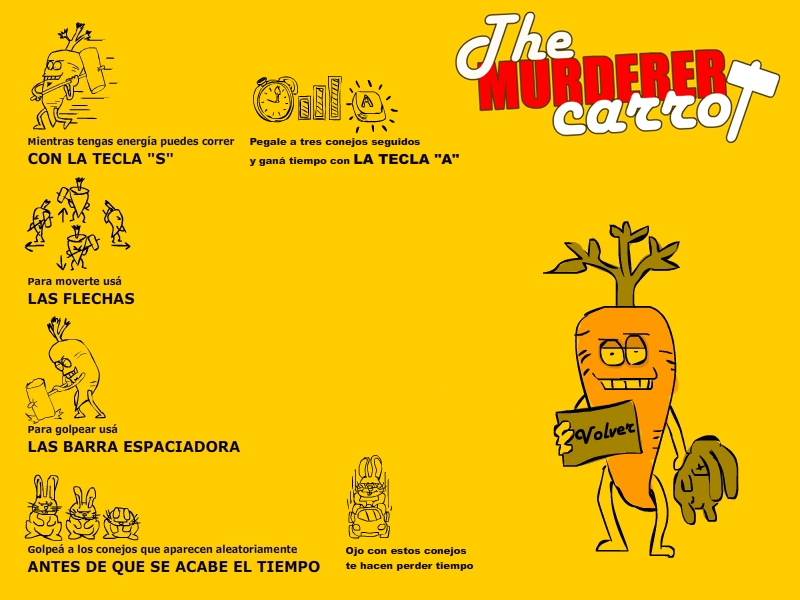 The
MURDERER
carrot
Mientras tengas energía puedes correr
CON LA TECLA "S"
A
Pegale a tres conejos seguidos
y ganá tiempo con LA TECLA "A"
Para moverte usá
LAS FLECHAS
Para golpear usá
LAS BARRA ESPACIADORA
Volver
Golpeá a los conejos que aparecen aleatoriamente
ANTES DE QUE SE ACABE EL TIEMPO
Ojo con estos conejos
te hacen perder tiempo